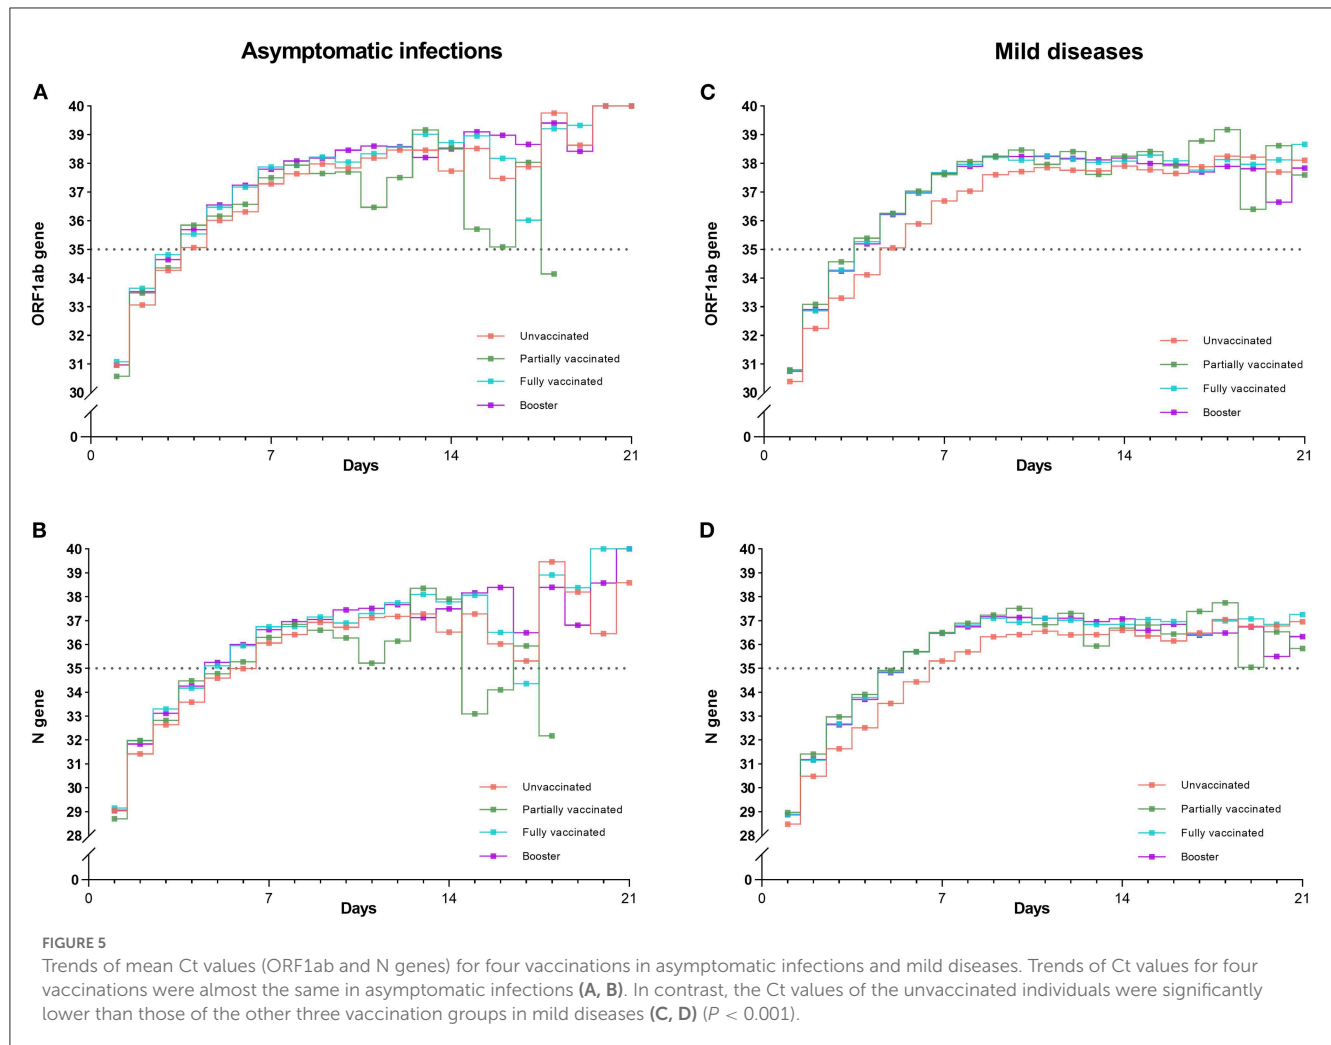 Asymptomatic infections
Mild diseases
A
40
39
38
37
36
35
34
33
32
31
30
0
ORF1ab gene
Unvaccinated
Partially vaccinated
Fully vaccinated
Booster
0
7
14
21
Days
C
40
39
38
37
36
35
34
33
32
31
30
0
ORF1ab gene
Unvaccinated
Partially vaccinated
Fully vaccinated
Booster
0
7
14
21
Days
B
40
39
38
37
36
35
34
33
32
31
30
29
28
0
N gene
Unvaccinated
Partially vaccinated
Fully vaccinated
Booster
0
7
14
21
Days
D
40
39
38
37
36
35
34
33
32
31
30
29
28
0
N gene
Unvaccinated
Partially vaccinated
Fully vaccinated
Booster
0
7
14
21
Days
FIGURE 5
Trends of mean Ct values (ORF1ab and N genes) for four vaccinations in asymptomatic infections and mild diseases. Trends of Ct values for four
vaccinations were almost the same in asymptomatic infections (A, B). In contrast, the Ct values of the unvaccinated individuals were significantly
lower than those of the other three vaccination groups in mild diseases (C, D) (P < 0.001).